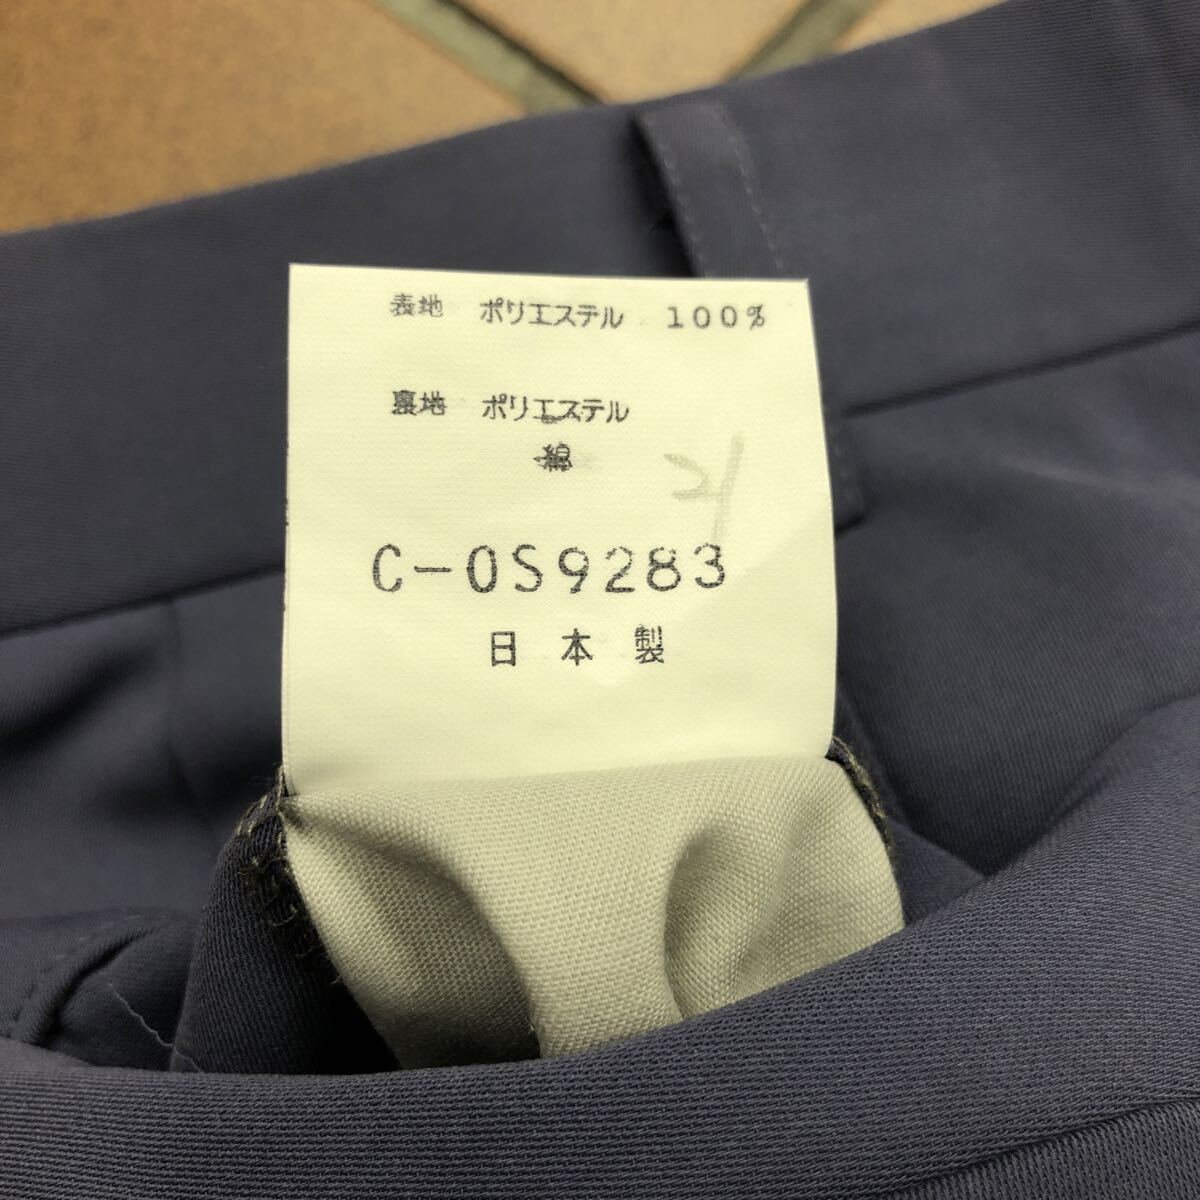 表地 ポリエステル 100%
裏地 ポリエステル
綿
C-0S9283
日本製